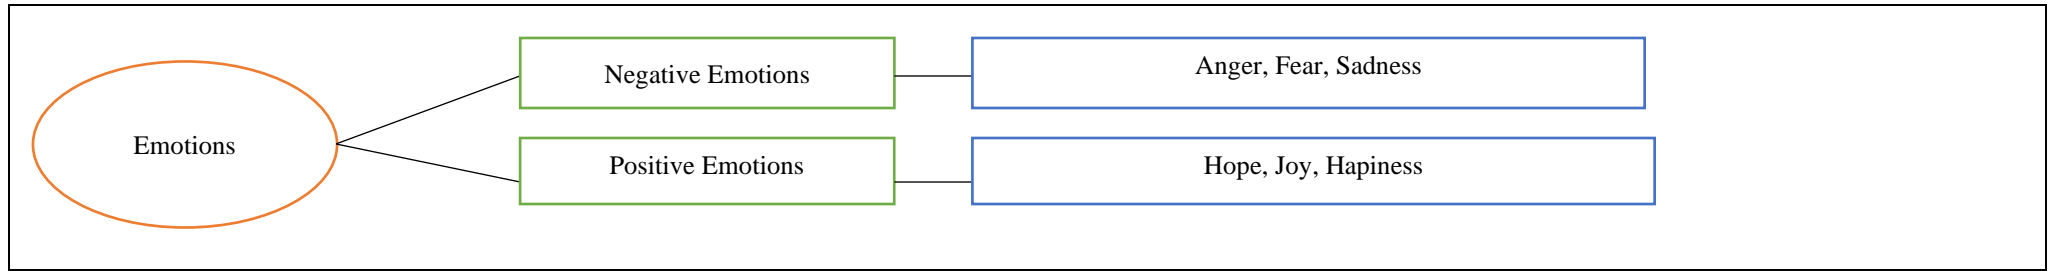 Emotions
Negative Emotions
Anger, Fear, Sadness
Positive Emotions
Hope, Joy, Hapiness